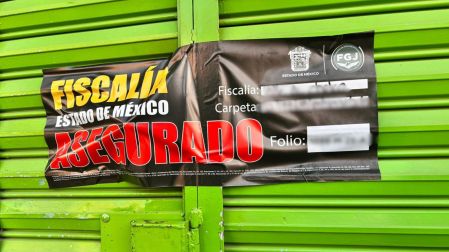 FISCALÍA
ESTADO DE MÉXICO
ASEGURADO
ESTADO DE MÉXICO
FGJ
Fiscalía:
Carpeta
Folio: